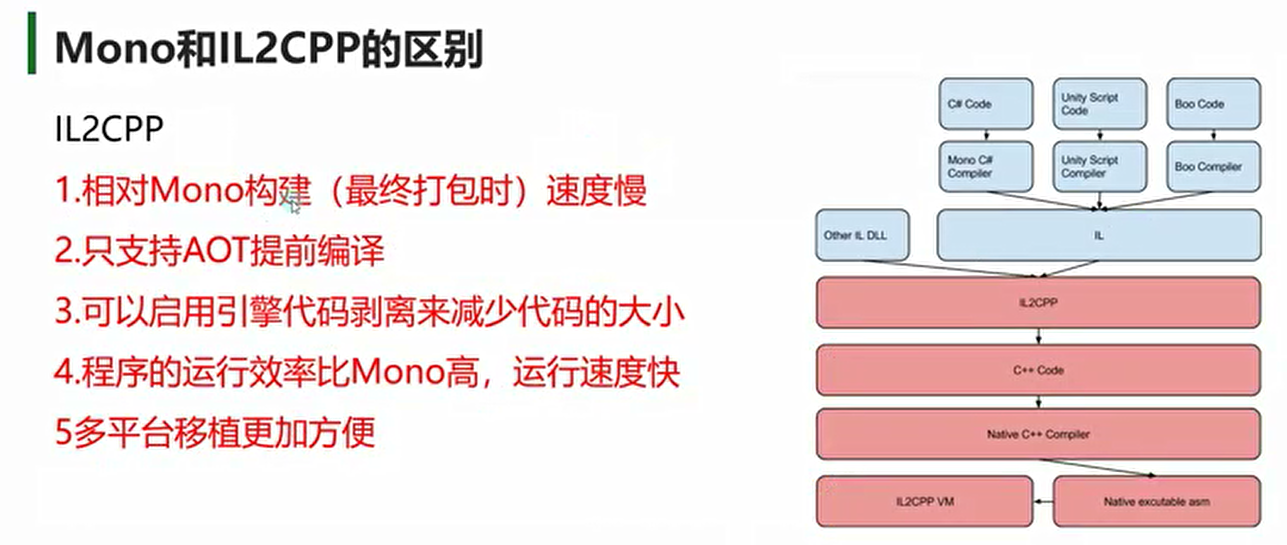 Mono和IL2CPP的区别
IL2CPP
1.相对Mono构建（最终打包时）速度慢
2.只支持AOT提前编译
3.可以启用引擎代码剥离来减少代码的大小
4.程序的运行效率比Mono高，运行速度快
5多平台移植更加方便
C# Code
Unity Script
Code
Boo Code
Mono C#
Compiler
Unity Script
Compiler
Boo Compiler
Other IL DLL
IL
IL2CPP
C++ Code
Native C++ Compiler
IL2CPP VM
Native excutable asm